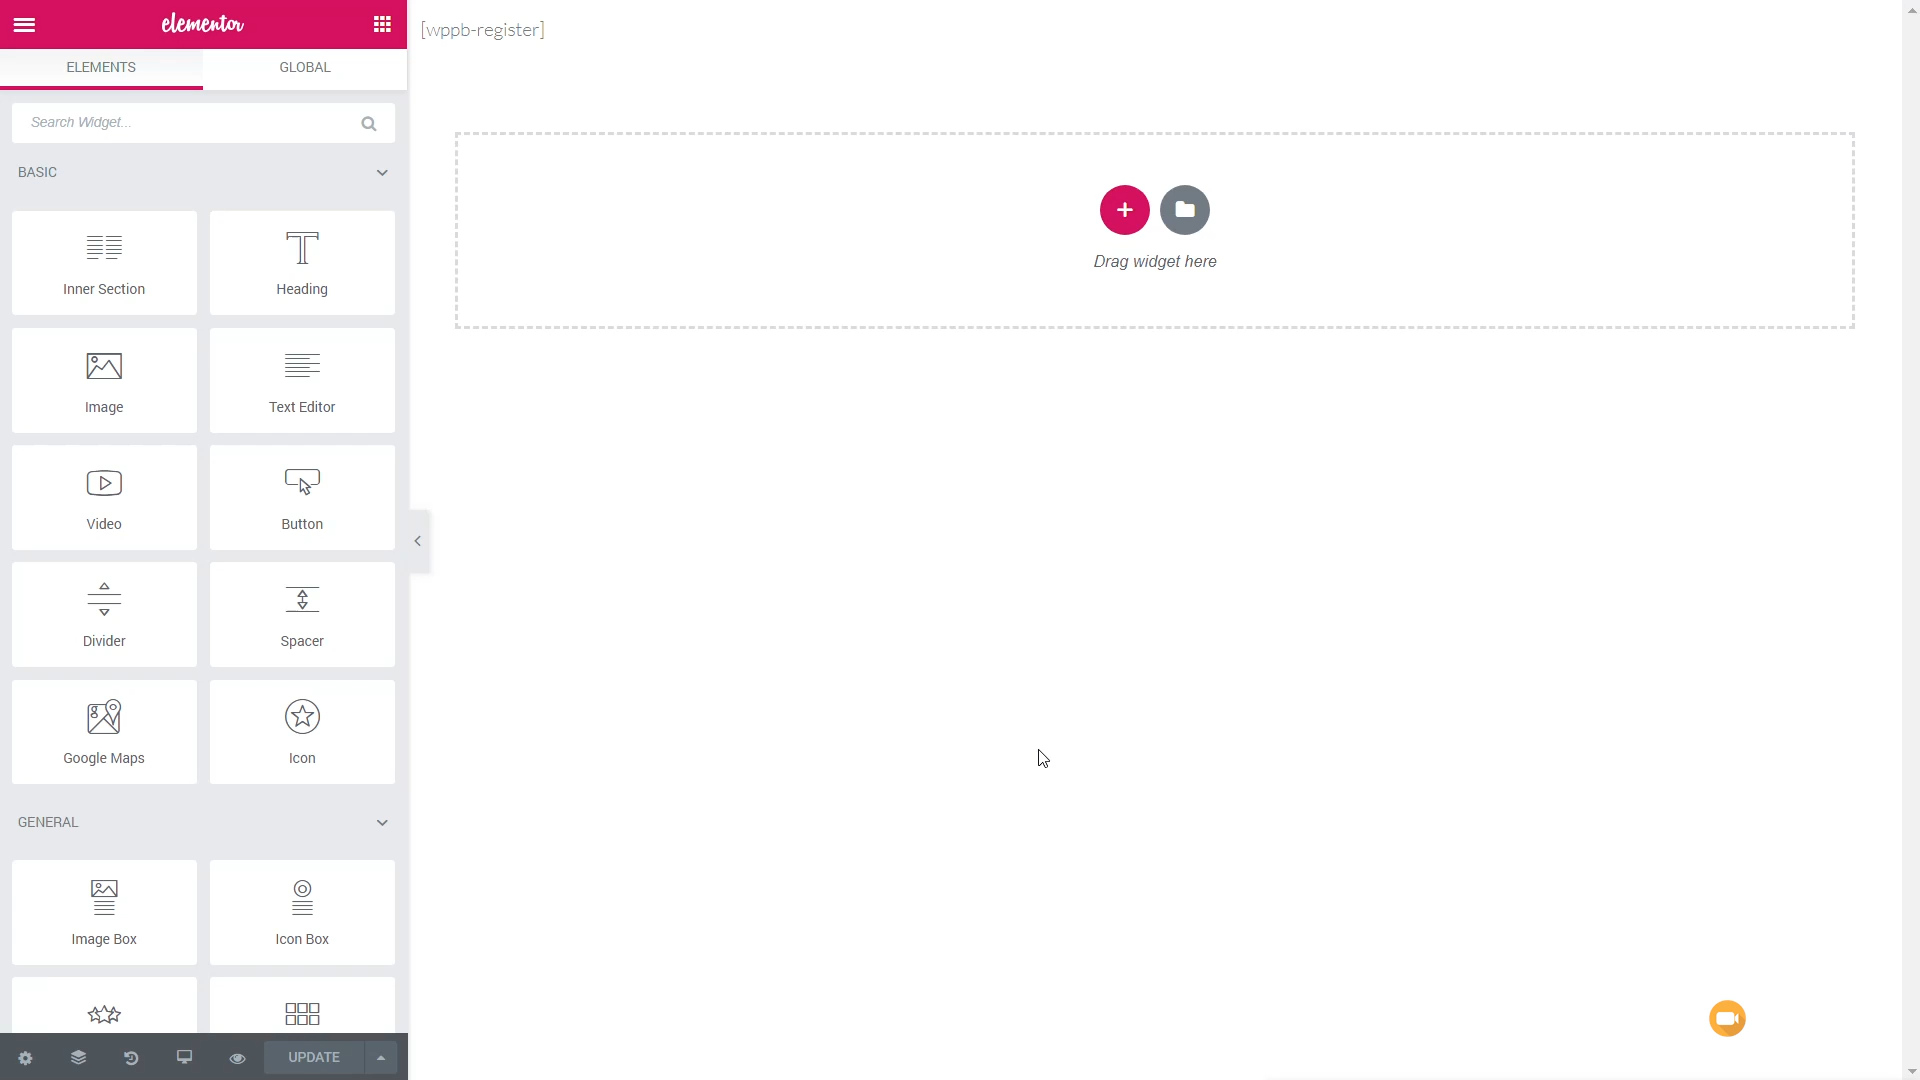 elementor
[wppb-register]
ELEMENTS
GLOBAL
Search Widget...
BASIC
Inner Section
Heading
Image
Text Editor
Video
Button
Divider
Spacer
Google Maps
Icon
GENERAL
Image Box
Icon Box
UPDATE
Drag widget here